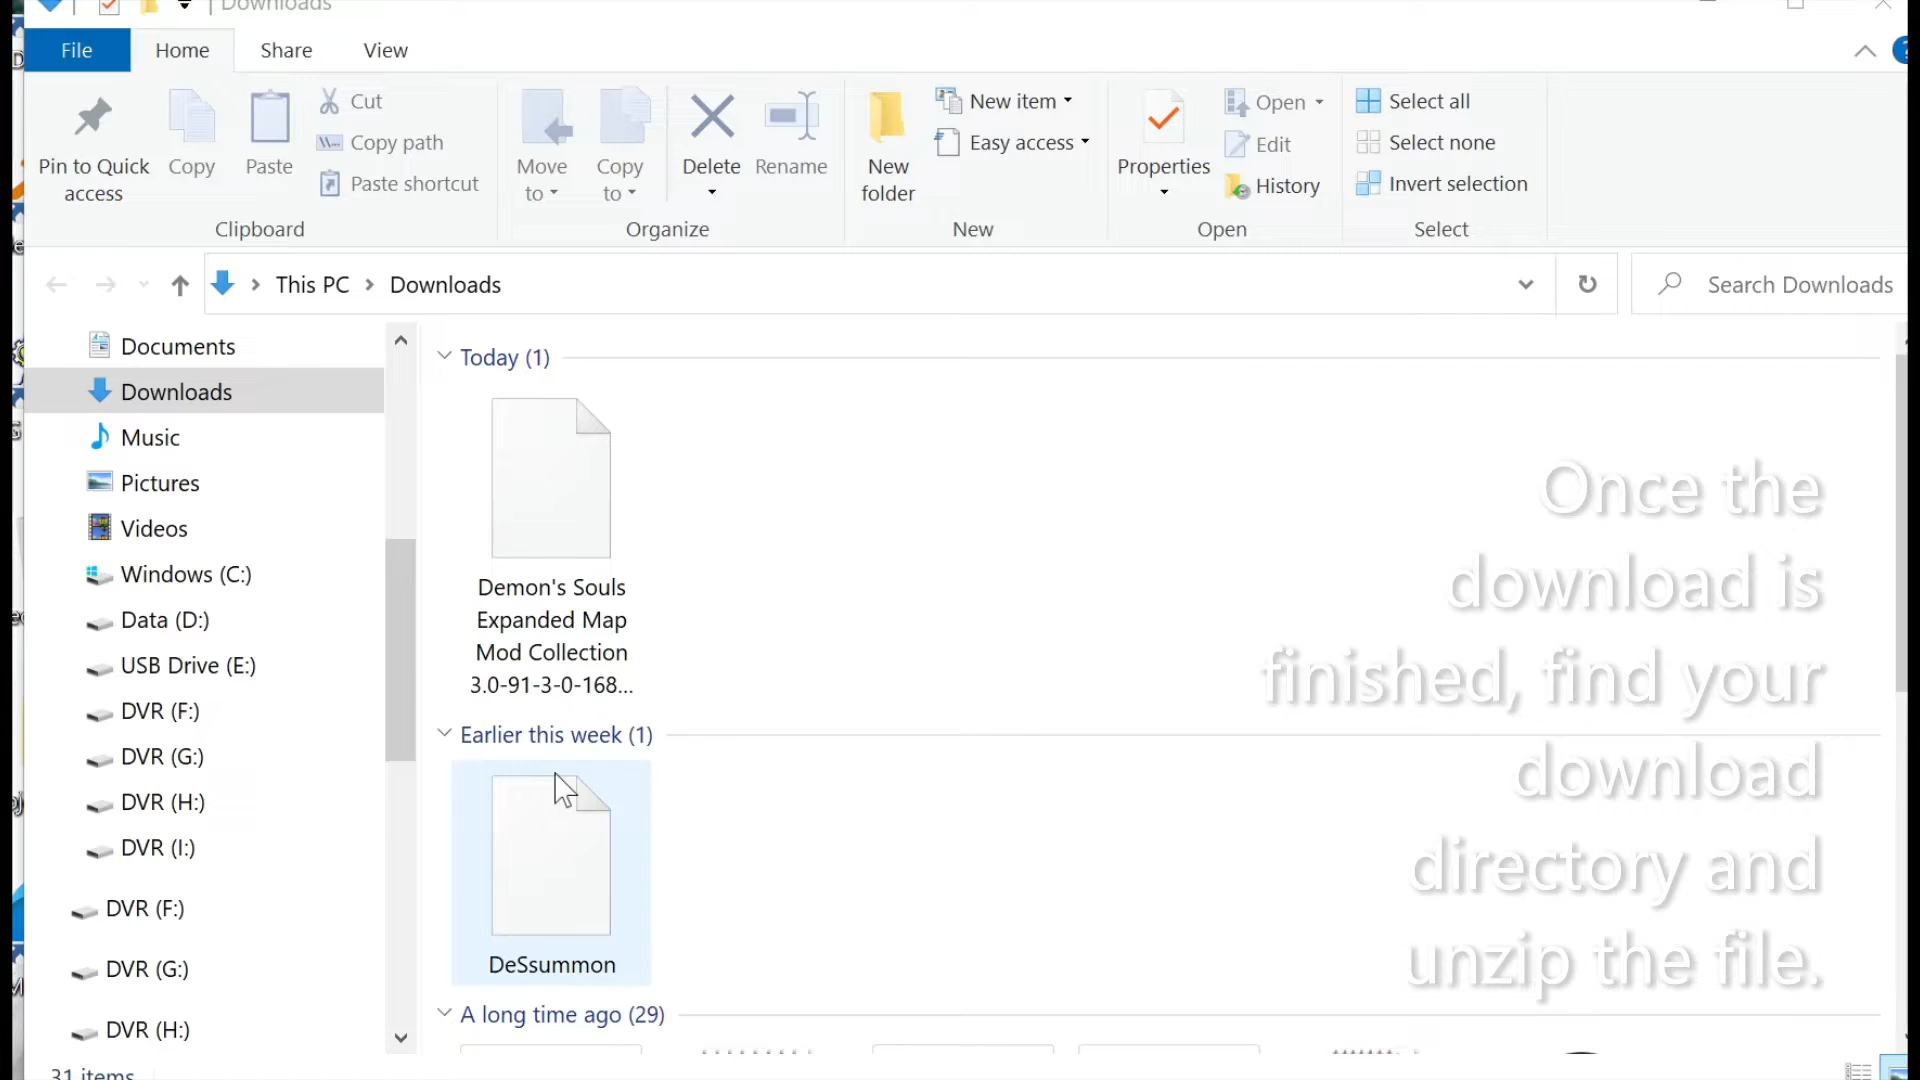 Downloads
File Home Share View
Pin to Quick access
Copy
Paste
Cut
Copy path
Paste shortcut
Clipboard
Move to
Copy to
Delete
Rename
Organize
New folder
New item
Easy access
New
Properties
Open
Edit
History
Open
Select all
Select none
Invert selection
Select
This PC > Downloads
Search Downloads
Documents
Downloads
Music
Pictures
Videos
Windows (C:)
Data (D:)
USB Drive (E:)
DVR (F:)
DVR (G:)
DVR (H:)
DVR (I:)
DVR (F:)
DVR (G:)
DVR (H:)
31 items
Today (1)
Demon's Souls
Expanded Map
Mod Collection
3.0-91-3-0-168...
Earlier this week (1)
DeSsummon
A long time ago (29)
Once the
download is
finished, find your
download
directory and
unzip the file.